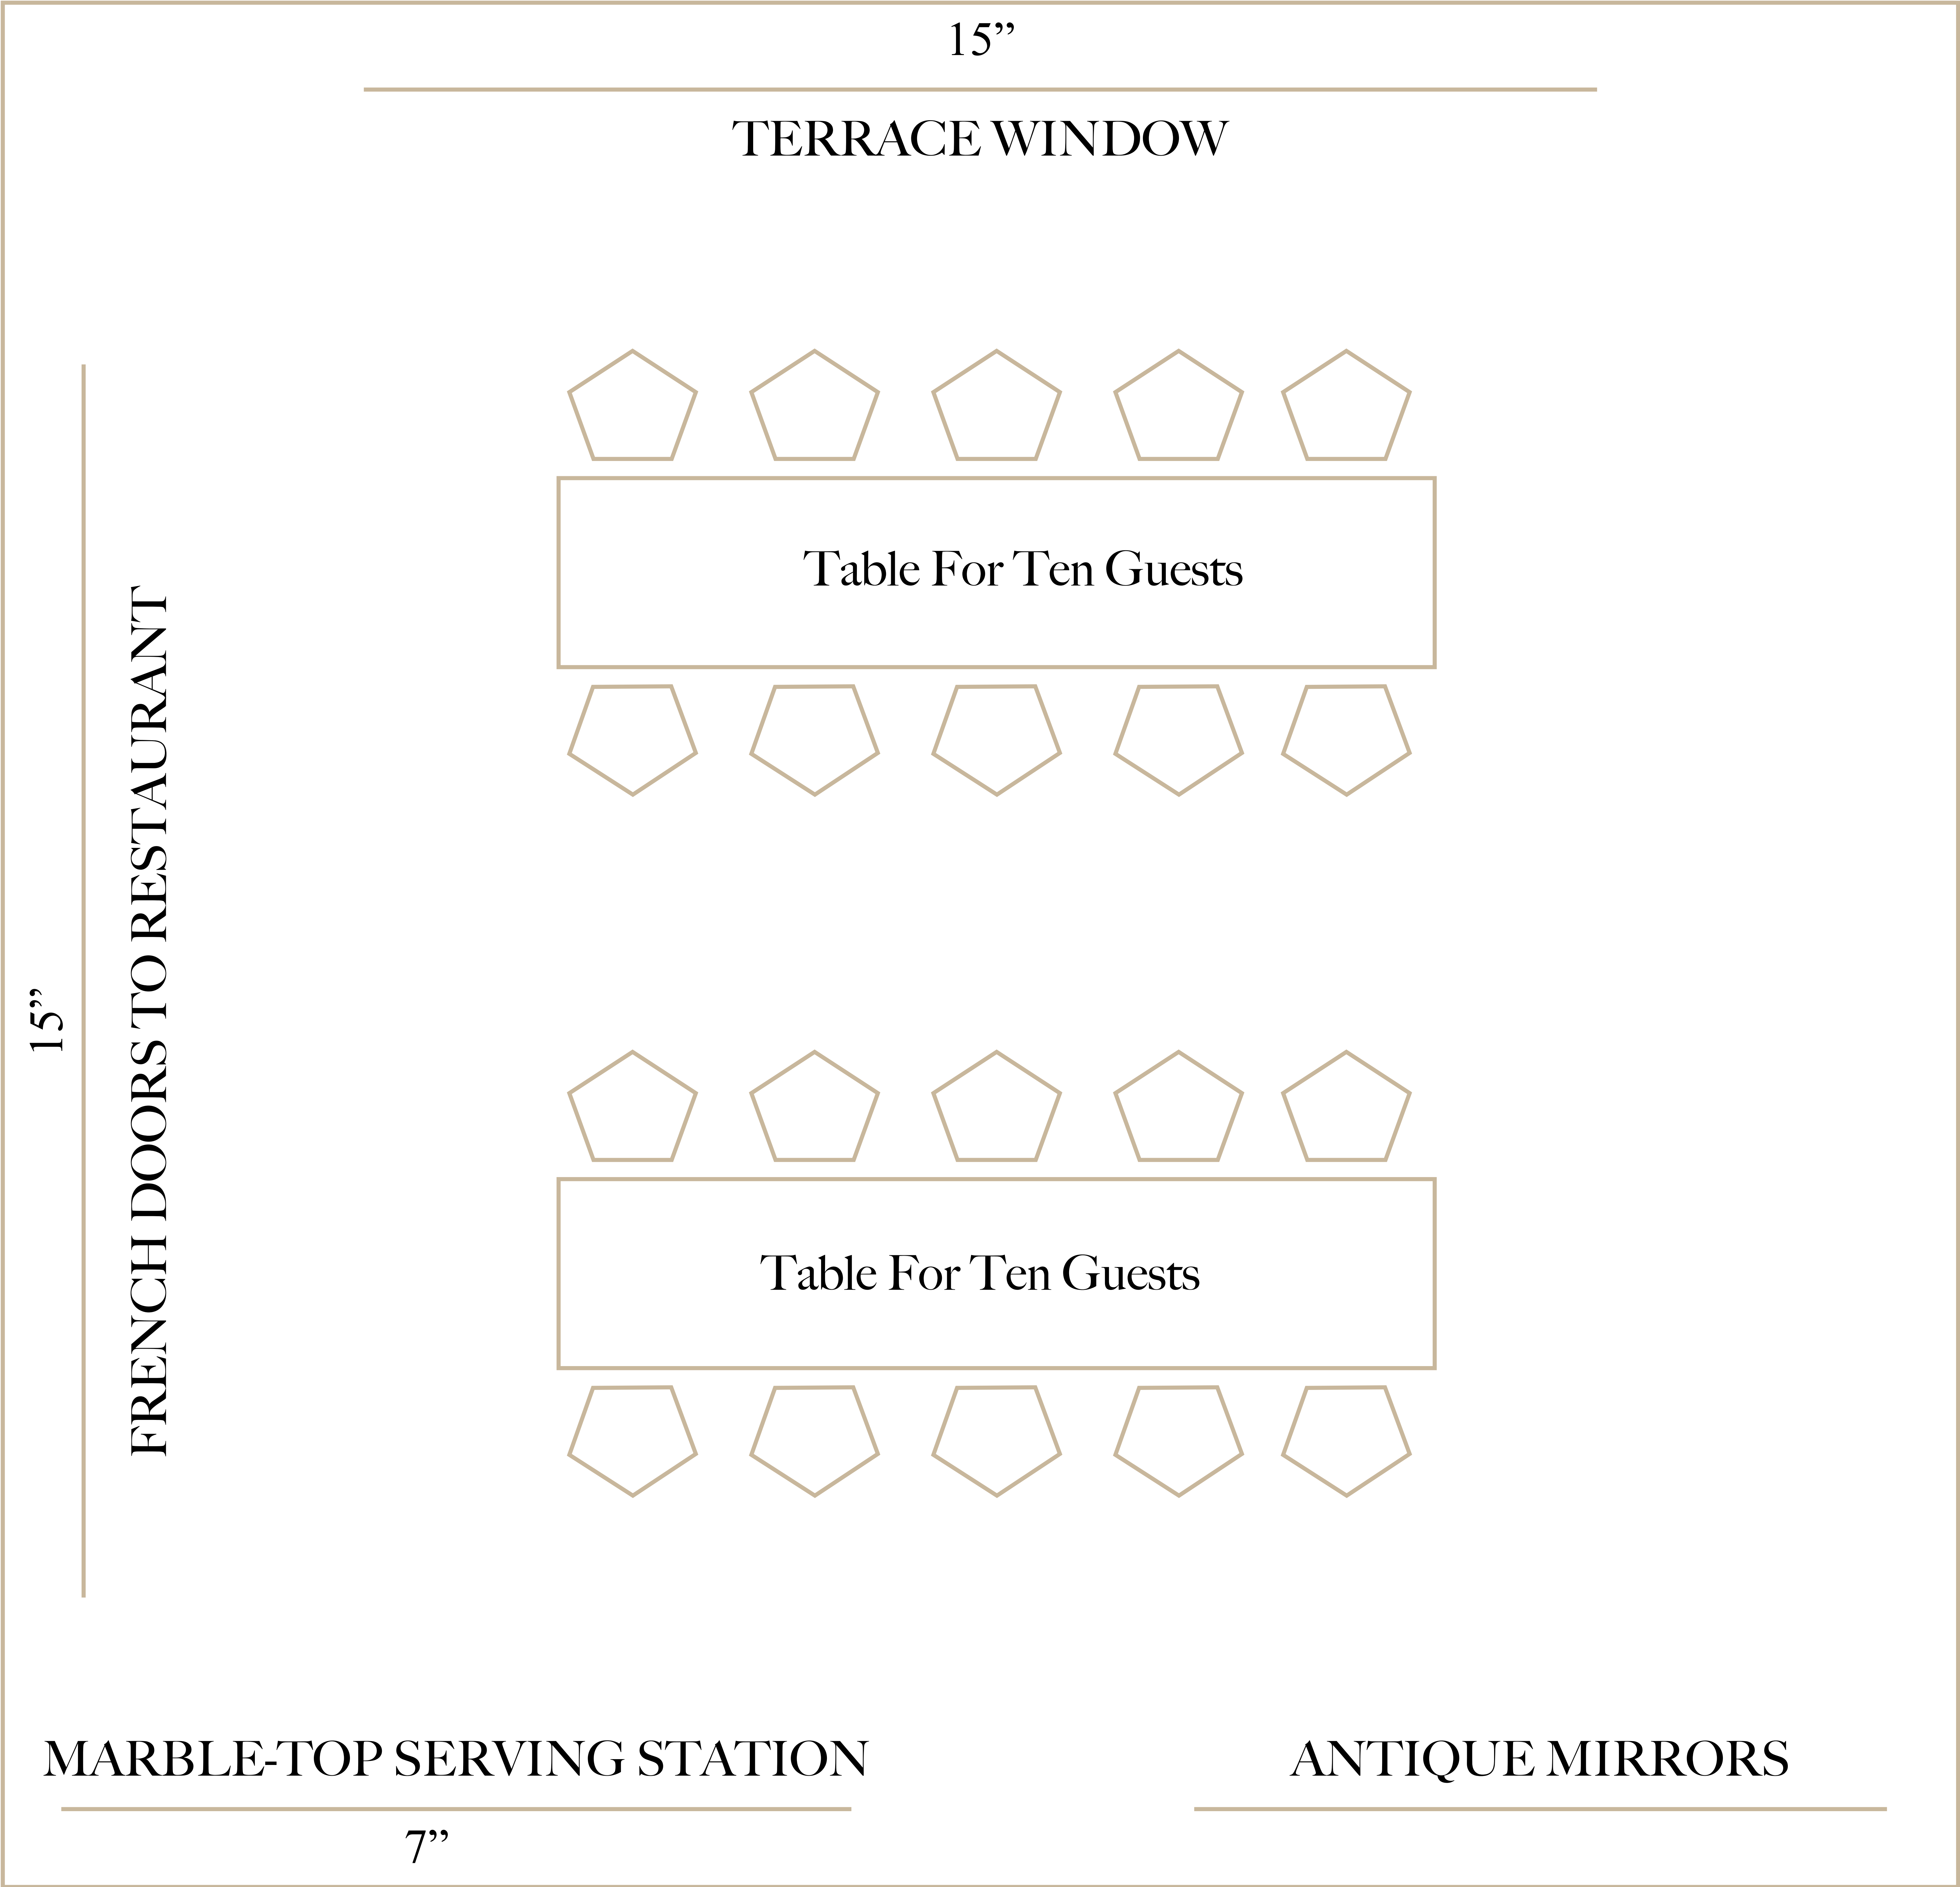 15”
TERRACE WINDOW
Table For Ten Guests
FRENCH DOORS TO RESTAURANT
15”
Table For Ten Guests
MARBLE-TOP SERVING STATION
7”
ANTIQUE MIRRORS